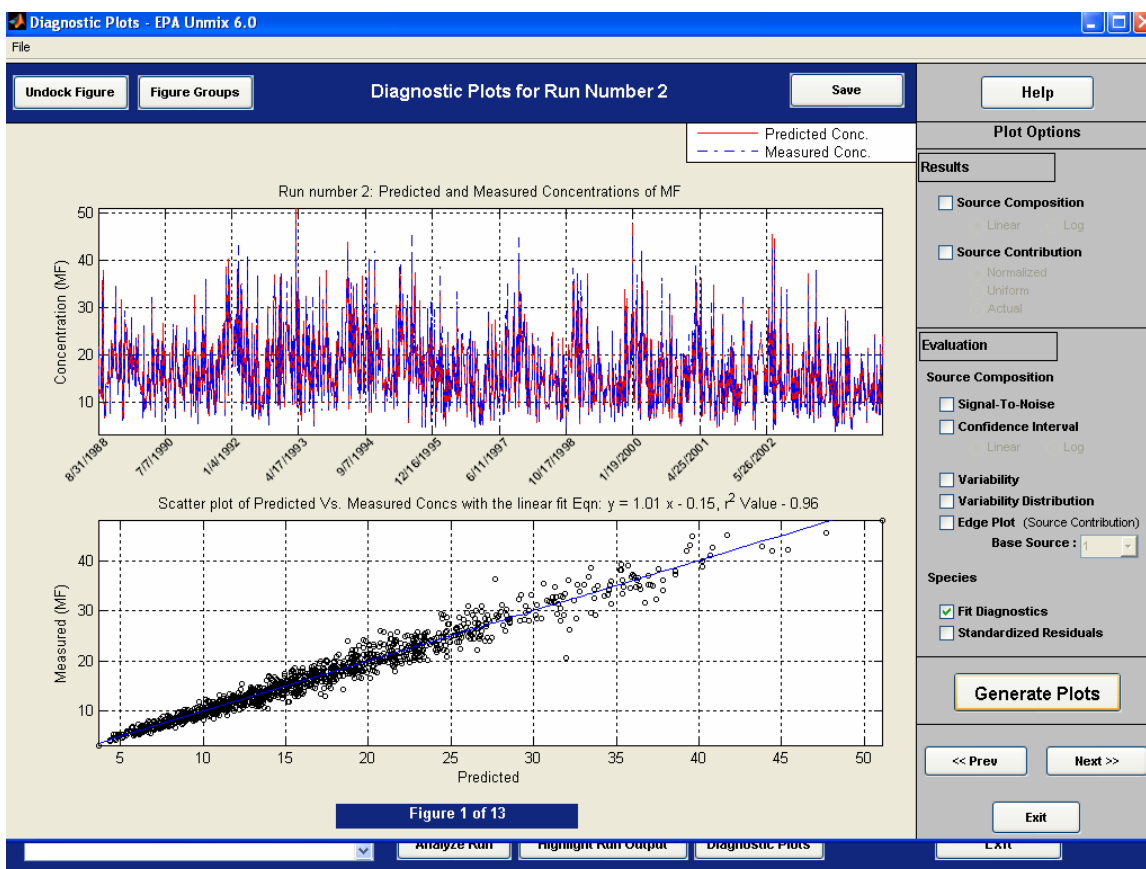 Diagnostic Plots - EPA Unmix 6.0
File
Undock Figure
Figure Groups
Diagnostic Plots for Run Number 2
Save
Help
Predicted Conc.
Measured Conc.
Run number 2: Predicted and Measured Concentrations of MF
Concentration (MF)
50
40
30
20
10
8/31/1988
7/7/1990
1/4/1992
4/17/1993
9/7/1994
12/16/1995
6/11/1997
10/17/1998
1/19/2000
4/25/2001
5/26/2002
Scatter plot of Predicted Vs. Measured Concs with the linear fit Eqn: y = 1.01 x - 0.15, r² Value - 0.96
Measured (MF)
40
30
20
10
5
10
15
20
25
30
35
40
45
50
Predicted
Figure 1 of 13
Plot Options
Results
Source Composition
Linear
Log
Source Contribution
Normalized
Uniform
Actual
Evaluation
Source Composition
Signal-To-Noise
Confidence Interval
Linear
Log
Variability
Variability Distribution
Edge Plot (Source Contribution)
Base Source : 1
Species
Fit Diagnostics
Standardized Residuals
Generate Plots
<< Prev
Next >>
Exit
Analyze Run
Highlight Run Output
Diagnostic Plots
Exit